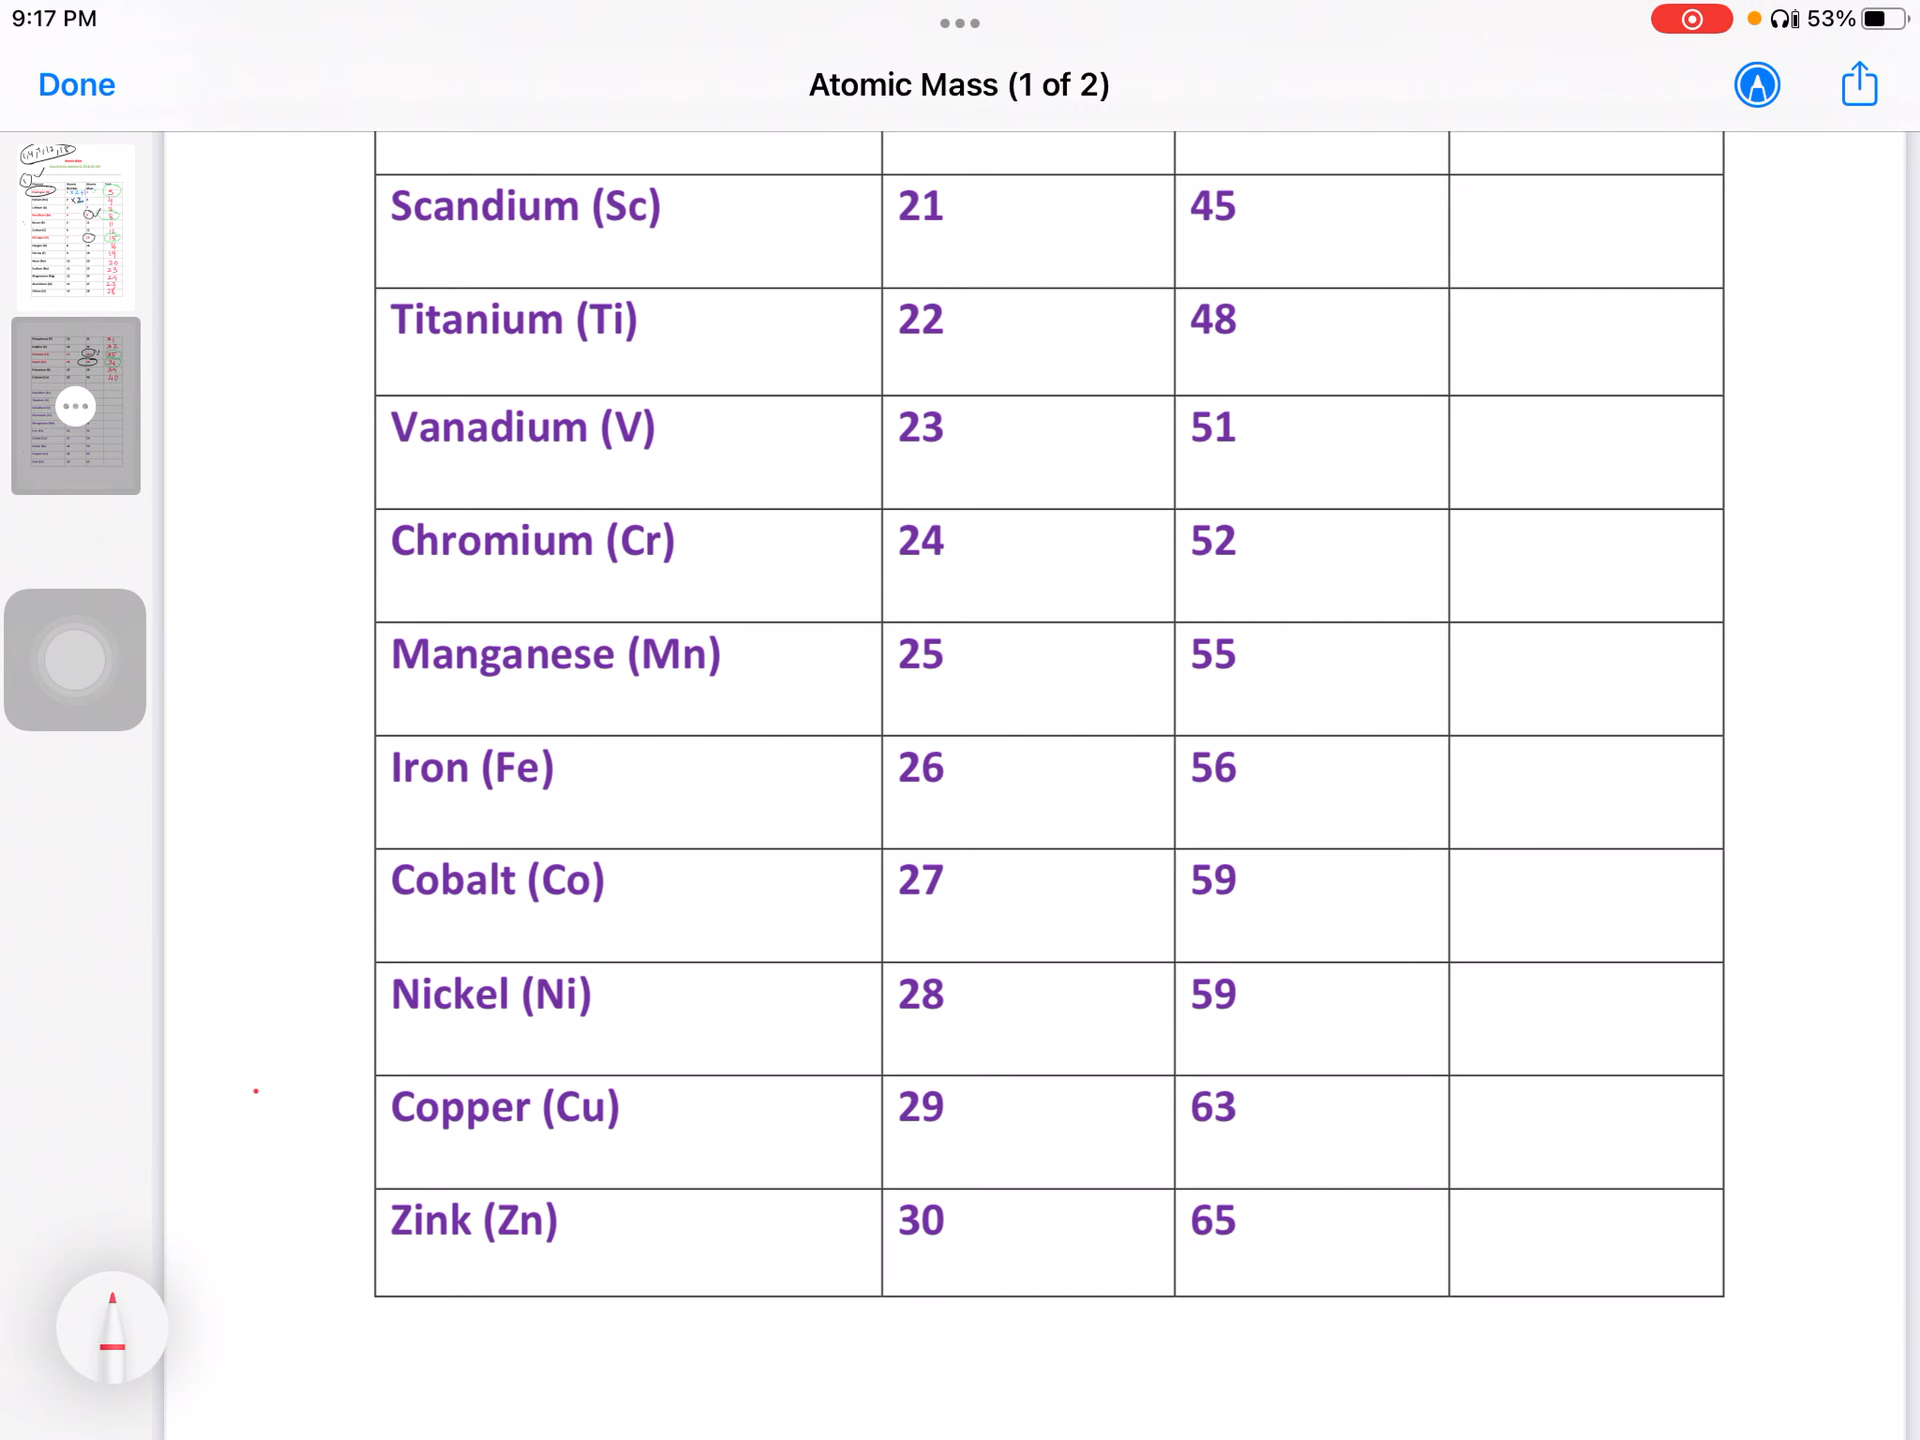 9:17 PM
53%
Done
Atomic Mass (1 of 2)
Scandium (Sc) 21 45
Titanium (Ti) 22 48
Vanadium (V) 23 51
Chromium (Cr) 24 52
Manganese (Mn) 25 55
Iron (Fe) 26 56
Cobalt (Co) 27 59
Nickel (Ni) 28 59
Copper (Cu) 29 63
Zink (Zn) 30 65